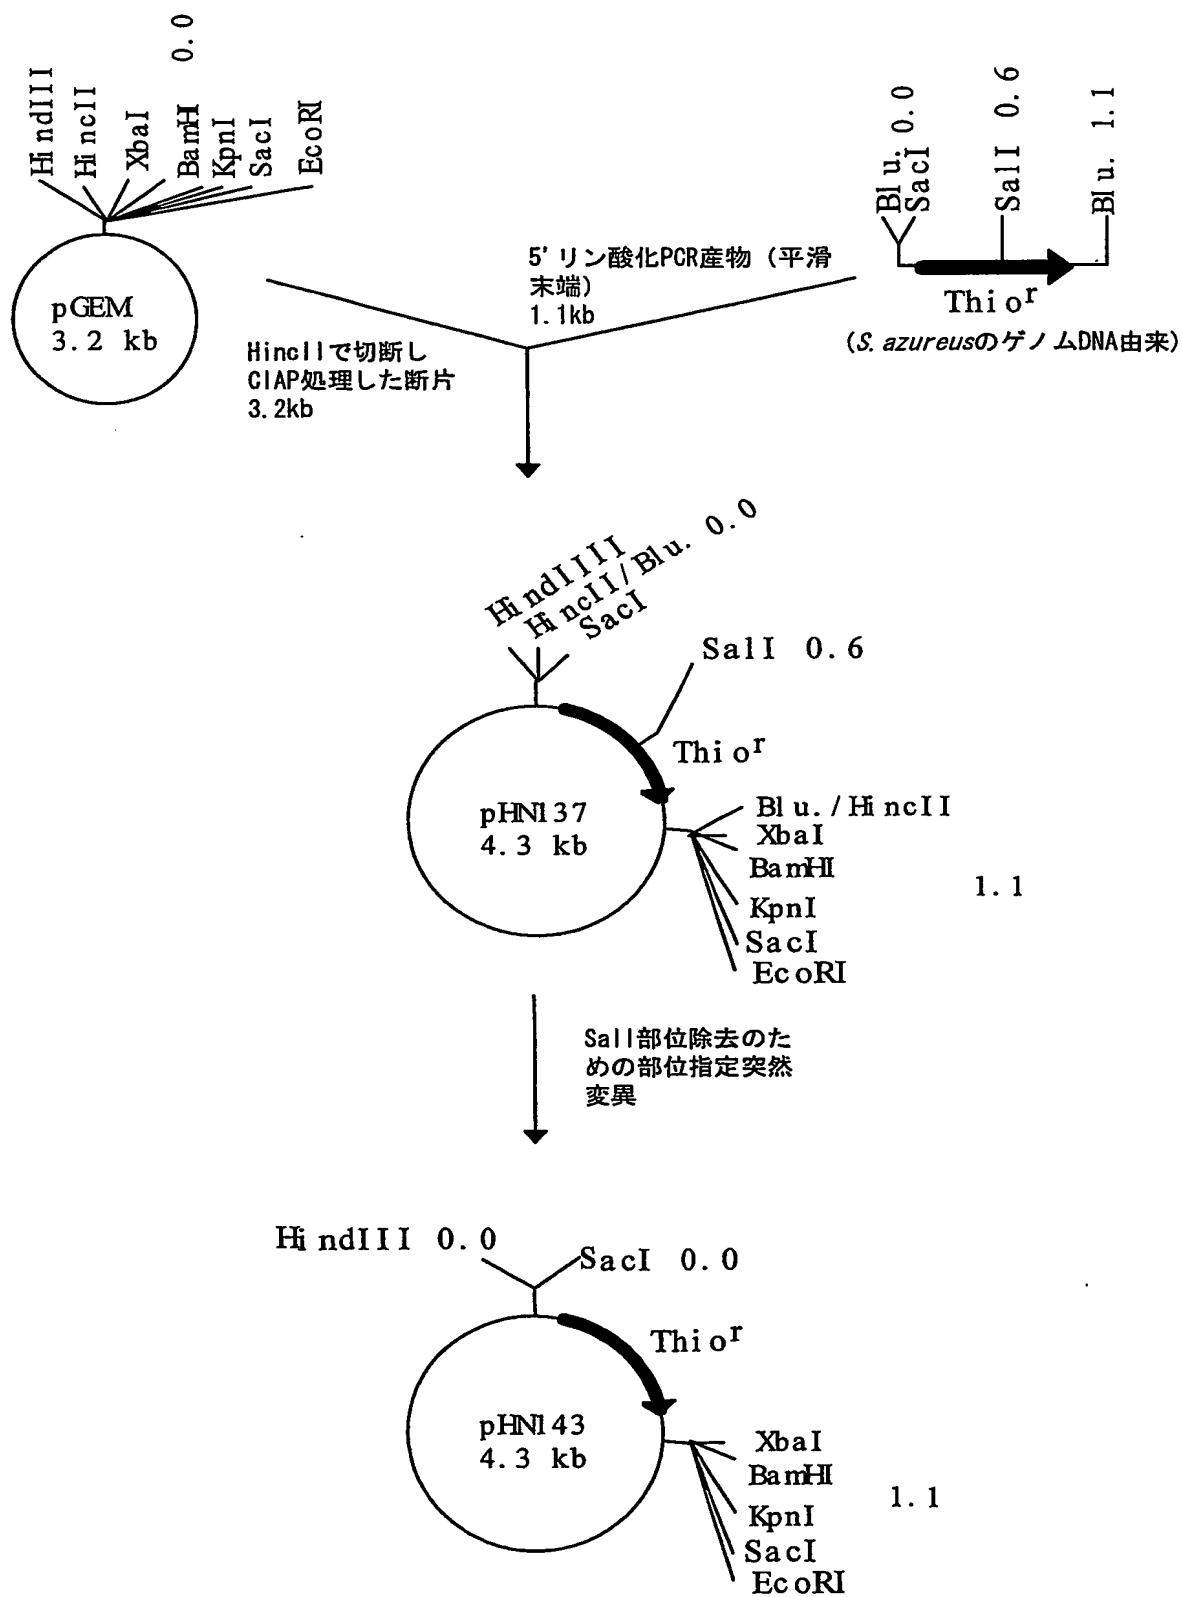 HindIII
HincII
XbaI
BamHI 0.0
KpnI
SacI
EcoRI
pGEM
3.2 kb
Blu. 0.0
SacI
SalI 0.6
Blu. 1.1
Thioʳ
(S. azureusのゲノムDNA由来)
5' リン酸化PCR産物（平滑
末端）
1.1kb
HincIIで切断し
CIAP処理した断片
3.2kb
HindIIII
HincII/Blu. 0.0
SacI
SalI 0.6
Thioʳ
pHN137
4.3 kb
Blu./HincII
XbaI
BamHI
1.1
KpnI
SacI
EcoRI
SalI部位除去のた
めの部位指定突然
変異
HindIII 0.0
SacI 0.0
Thioʳ
pHN143
4.3 kb
XbaI
BamHI
1.1
KpnI
SacI
EcoRI